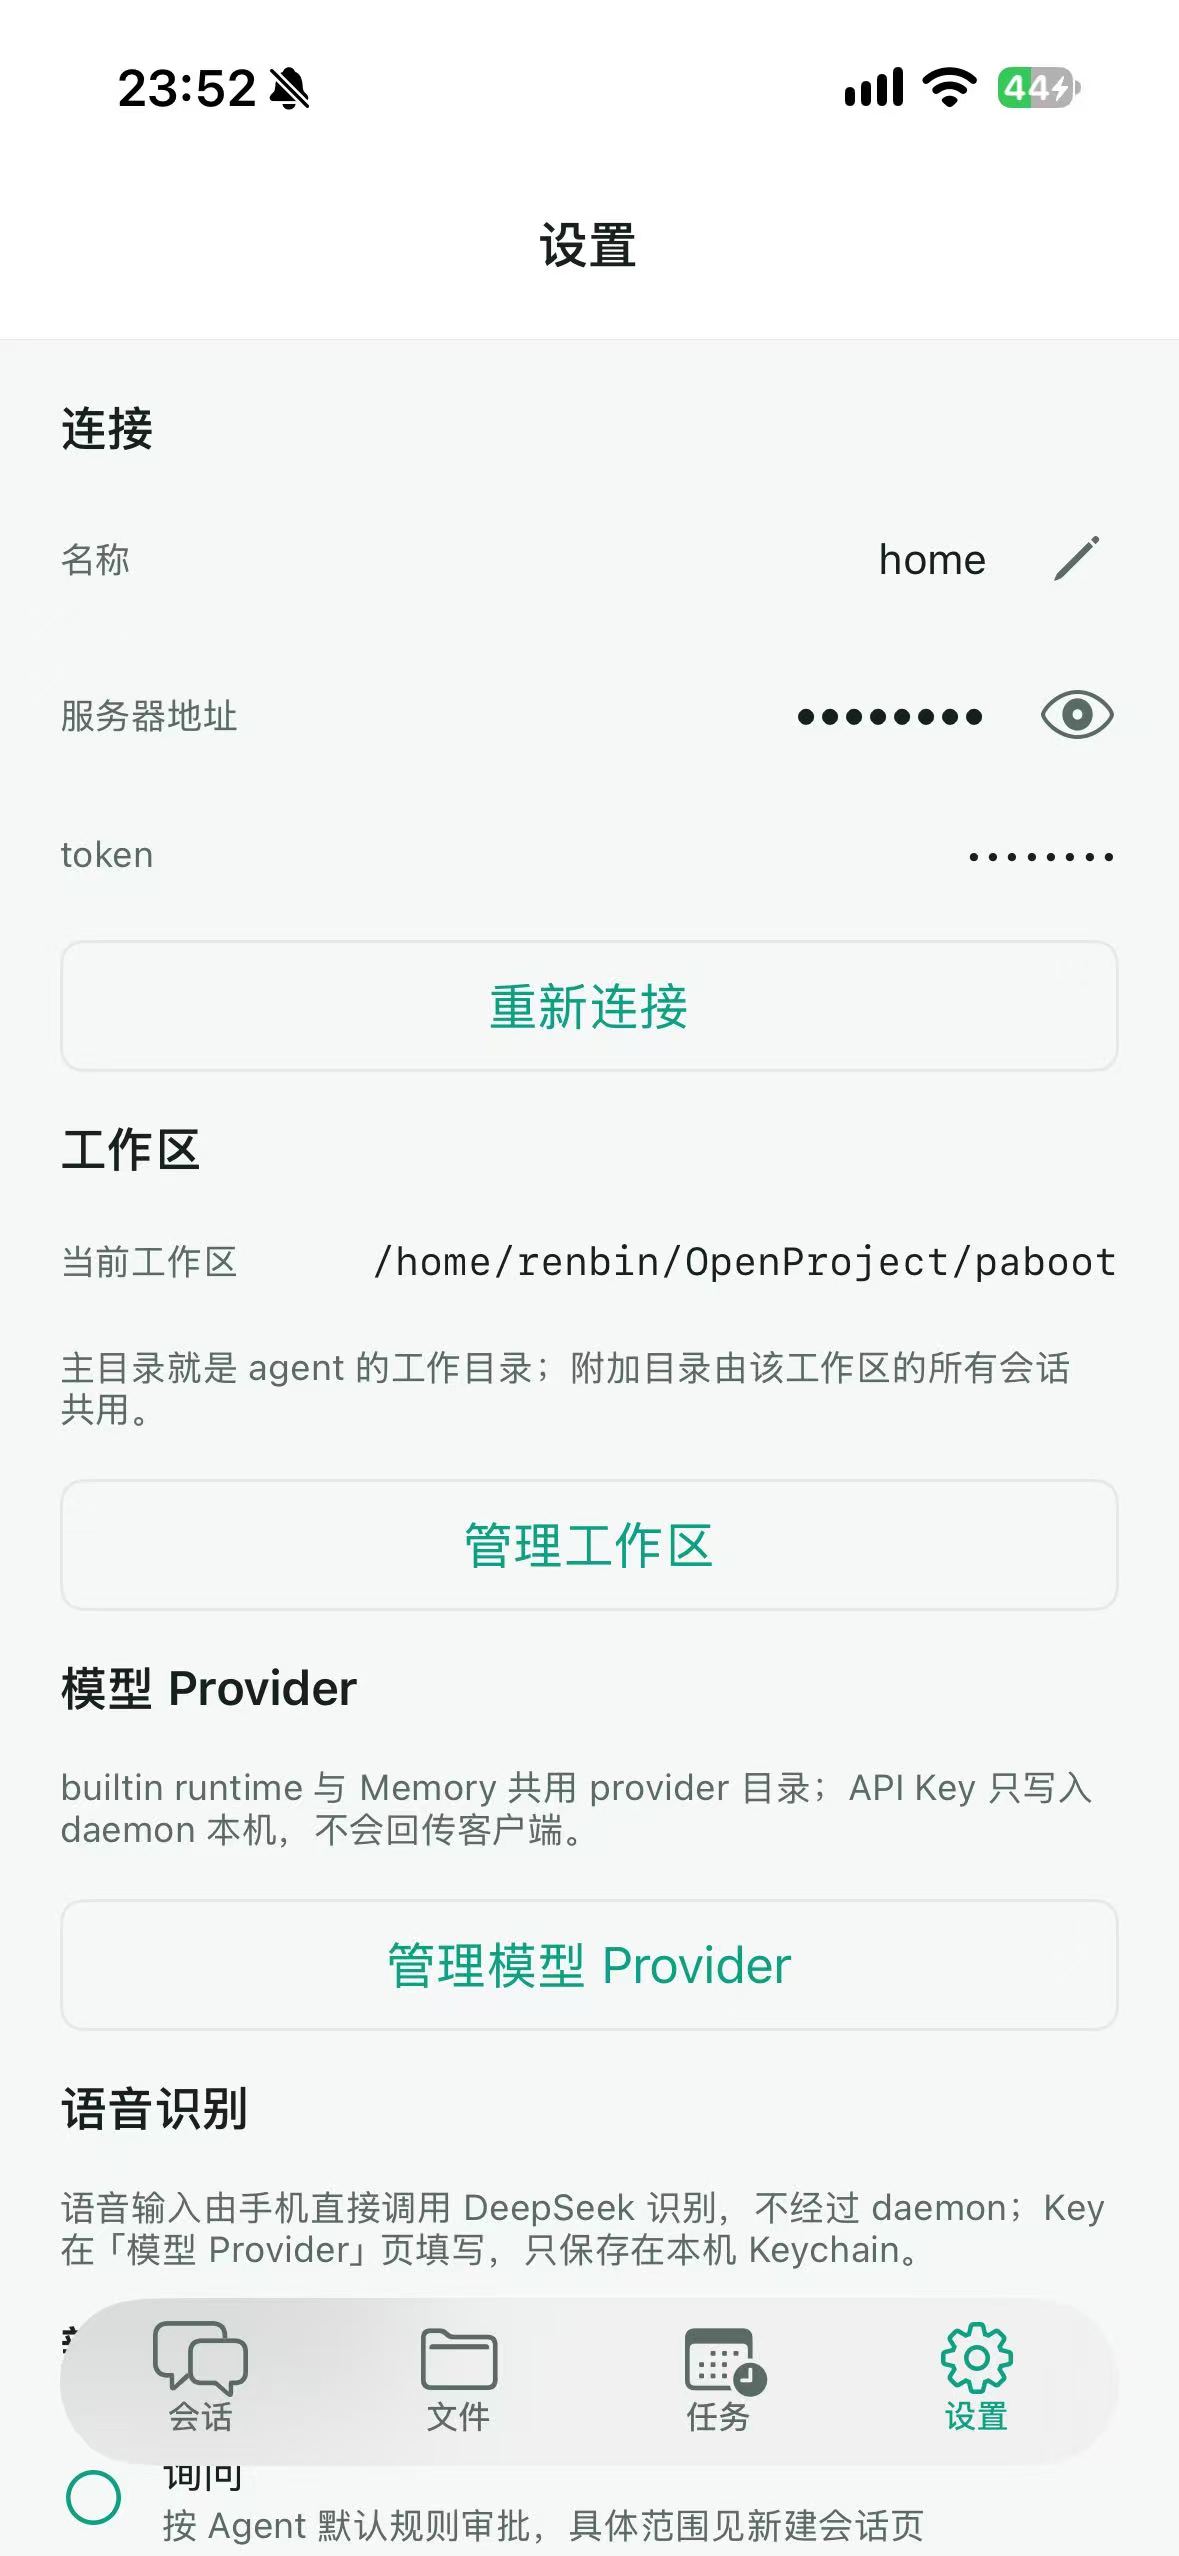 23:52
44
设置
连接
名称
home
服务器地址
••••••••
token
••••••••
重新连接
工作区
当前工作区
/home/renbin/OpenProject/paboot
主目录就是 agent 的工作目录；附加目录由该工作区的所有会话
共用。
管理工作区
模型 Provider
builtin runtime 与 Memory 共用 provider 目录；API Key 只写入
daemon 本机，不会回传客户端。
管理模型 Provider
语音识别
语音输入由手机直接调用 DeepSeek 识别，不经过 daemon；Key
在「模型 Provider」页填写，只保存在本机 Keychain。
会话
文件
任务
设置
询问
按 Agent 默认规则审批，具体范围见新建会话页